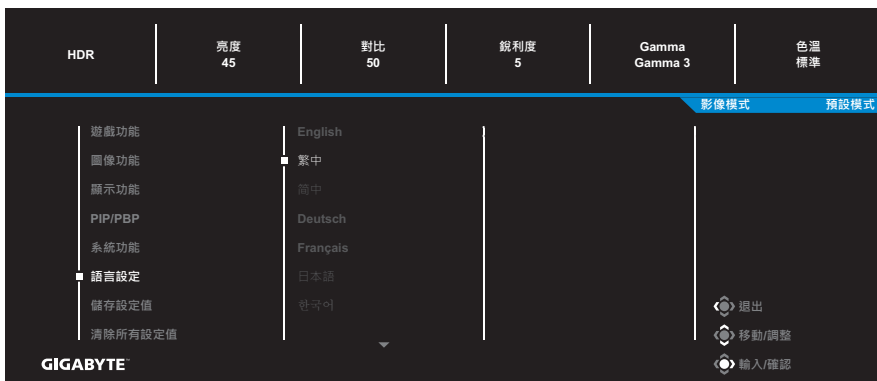 HDR
亮度
45
對比
50
銳利度
5
Gamma
Gamma 3
色溫
標準
影像模式 預設模式
遊戲功能
圖像功能
顯示功能
PIP/PBP
系統功能
語言設定
儲存設定值
清除所有設定值
English
繁中
简中
Deutsch
Français
日本語
한국어
退出
移動/調整
輸入/確認
GIGABYTE™